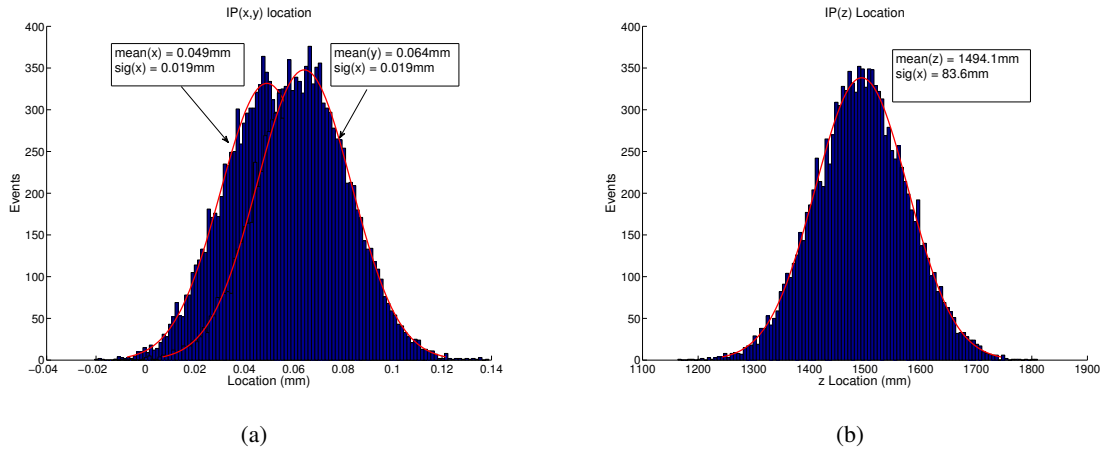 IP(x,y) location
400
350
300
250
200
150
100
50
0
Events
mean(x) = 0.049mm
sig(x) = 0.019mm
mean(y) = 0.064mm
sig(x) = 0.019mm
−0.04 −0.02 0 0.02 0.04 0.06 0.08 0.1 0.12 0.14
Location (mm)
(a)
IP(z) Location
400
350
300
250
200
150
100
50
0
Events
mean(z) = 1494.1mm
sig(x) = 83.6mm
1100 1200 1300 1400 1500 1600 1700 1800 1900
z Location (mm)
(b)